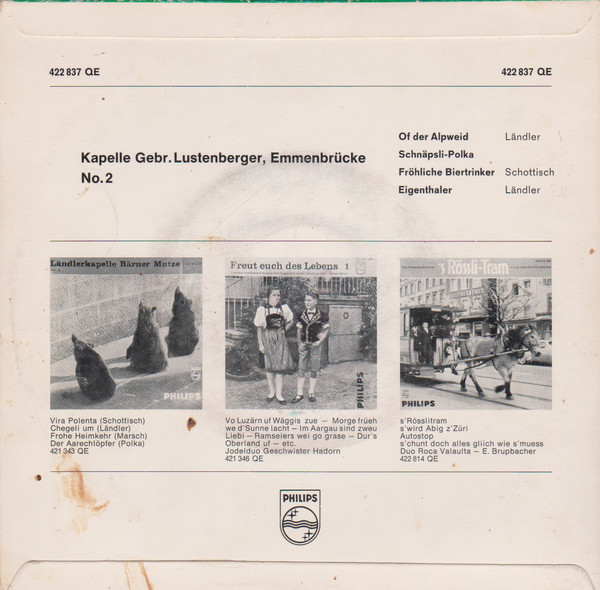 422 837 QE
422 837 QE
Kapelle Gebr. Lustenberger, Emmenbrücke
No. 2
Of der Alpweid Ländler
Schnäpsli-Polka
Fröhliche Biertrinker Schottisch
Eigenthaler Ländler
Ländlerkapelle Bärner Mutze
PHILIPS
Vira Polenta (Schottisch)
Chegeli um (Ländler)
Frohe Heimkehr (Marsch)
Der Aarechlöpfer (Polka)
421 343 QE
Freut euch des Lebens 1
PHILIPS
Vo Luzärn uf Wäggis zue – Morge früeh
we d'Sunne lacht – Im Aargau sind zweu
Liebi – Ramseiers wei go grase – Dur's
Oberland uf – etc.
Jodelduo Geschwister Hadorn
421 346 QE
's Rössli-Tram
PHILIPS
s'Rösslitram
s'wird Abig z'Züri
Autostop
s'chunt doch alles gliich wie s'muess
Duo Roca Valaulta – E. Brupbacher
422 814 QE
PHILIPS